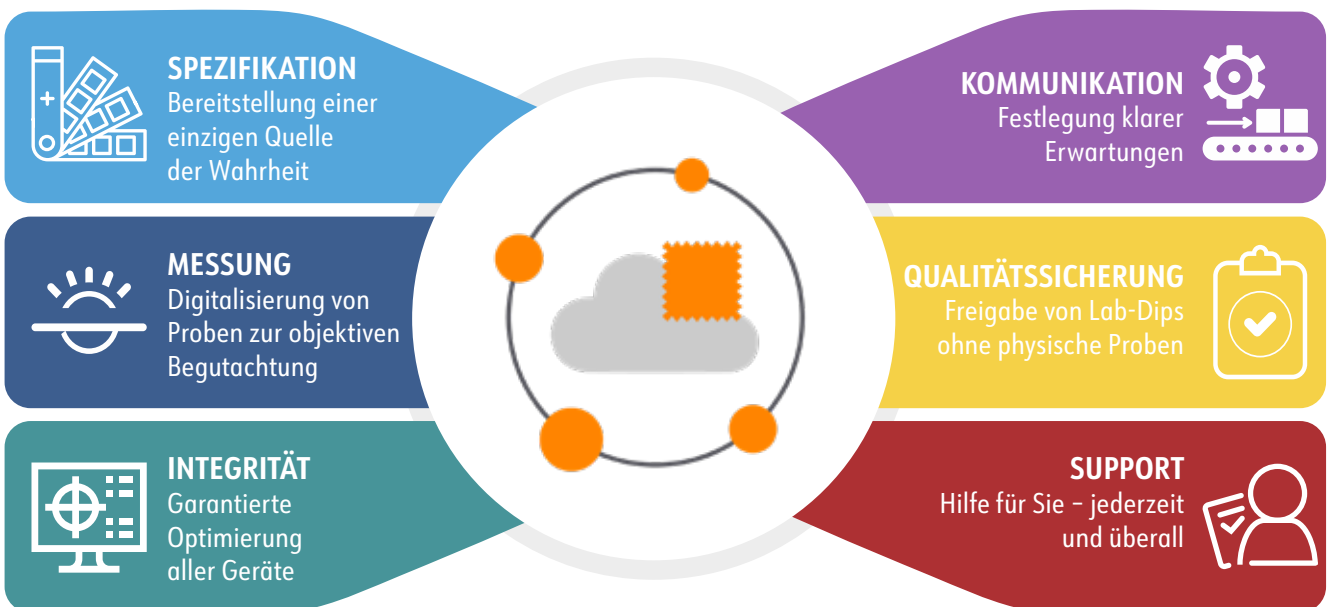 SPEZIFIKATION
Bereitstellung einer
einzigen Quelle
der Wahrheit
MESSUNG
Digitalisierung von
Proben zur objektiven
Begutachtung
INTEGRITÄT
Garantierte
Optimierung
aller Geräte
KOMMUNIKATION
Festlegung klarer
Erwartungen
QUALITÄTSSICHERUNG
Freigabe von Lab-Dips
ohne physische Proben
SUPPORT
Hilfe für Sie – jederzeit
und überall